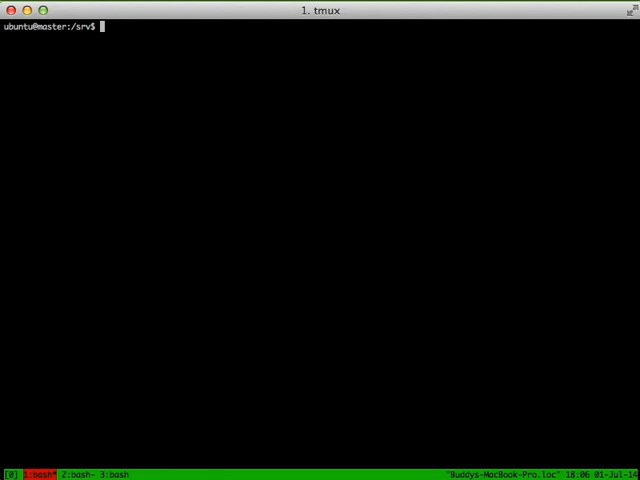 1. tmux
ubuntu@master:/srv$
[0] 1:bash* 2:bash- 3:bash "Buddys-MacBook-Pro.loc" 18:06 01-Jul-14